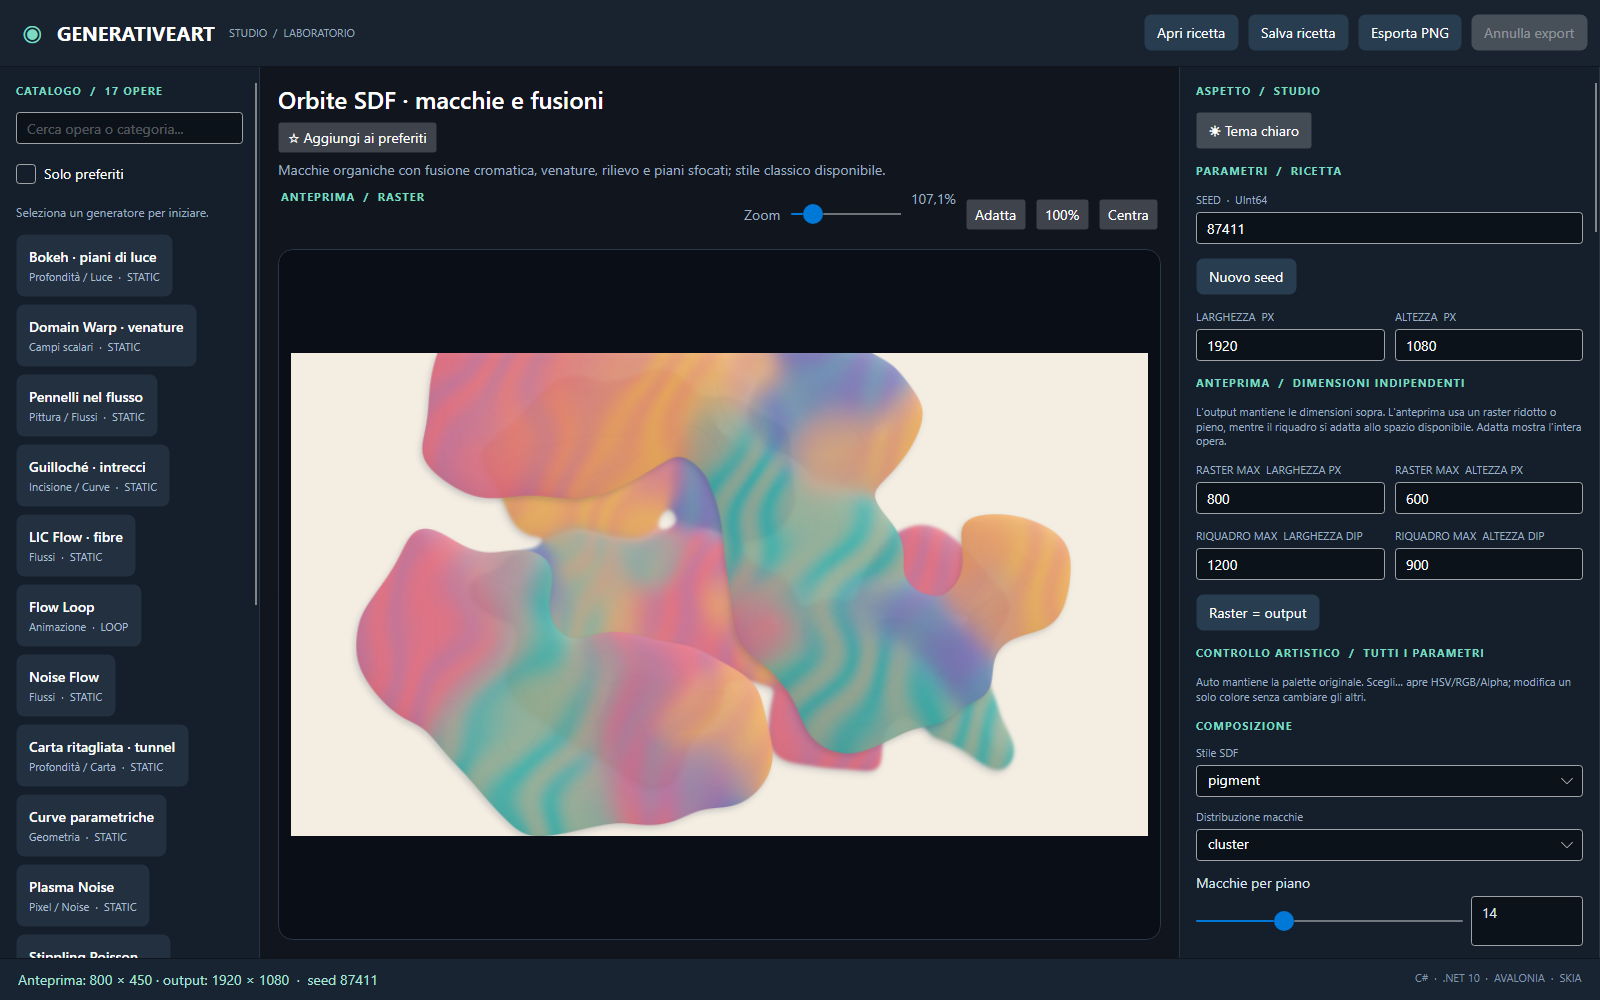 GENERATIVEART
STUDIO / LABORATORIO
Apri ricetta
Salva ricetta
Esporta PNG
Annulla export
CATALOGO / 17 OPERE
Cerca opera o categoria...
Solo preferiti
Seleziona un generatore per iniziare.
Bokeh · piani di luce
Profondità / Luce · STATIC
Domain Warp · venature
Campi scalari · STATIC
Pennelli nel flusso
Pittura / Flussi · STATIC
Guilloché · intrecci
Incisione / Curve · STATIC
LIC Flow · fibre
Flussi · STATIC
Flow Loop
Animazione · LOOP
Noise Flow
Flussi · STATIC
Carta ritagliata · tunnel
Profondità / Carta · STATIC
Curve parametriche
Geometria · STATIC
Plasma Noise
Pixel / Noise · STATIC
Stippling Poisson
Orbite SDF · macchie e fusioni
☆ Aggiungi ai preferiti
Macchie organiche con fusione cromatica, venature, rilievo e piani sfocati; stile classico disponibile.
ANTEPRIMA / RASTER
Zoom
107,1%
Adatta
100%
Centra
ASPETTO / STUDIO
☀ Tema chiaro
PARAMETRI / RICETTA
SEED · UInt64
87411
Nuovo seed
LARGHEZZA PX
ALTEZZA PX
1920
1080
ANTEPRIMA / DIMENSIONI INDIPENDENTI
L'output mantiene le dimensioni sopra. L'anteprima usa un raster ridotto o
pieno, mentre il riquadro si adatta allo spazio disponibile. Adatta mostra l'intera
opera.
RASTER MAX LARGHEZZA PX
RASTER MAX ALTEZZA PX
800
600
RIQUADRO MAX LARGHEZZA DIP
RIQUADRO MAX ALTEZZA DIP
1200
900
Raster = output
CONTROLLO ARTISTICO / TUTTI I PARAMETRI
Auto mantiene la palette originale. Scegli... apre HSV/RGB/Alpha; modifica un
solo colore senza cambiare gli altri.
COMPOSIZIONE
Stile SDF
pigment
Distribuzione macchie
cluster
Macchie per piano
14
Anteprima: 800 × 450 · output: 1920 × 1080 · seed 87411
C# · .NET 10 · AVALONIA · SKIA